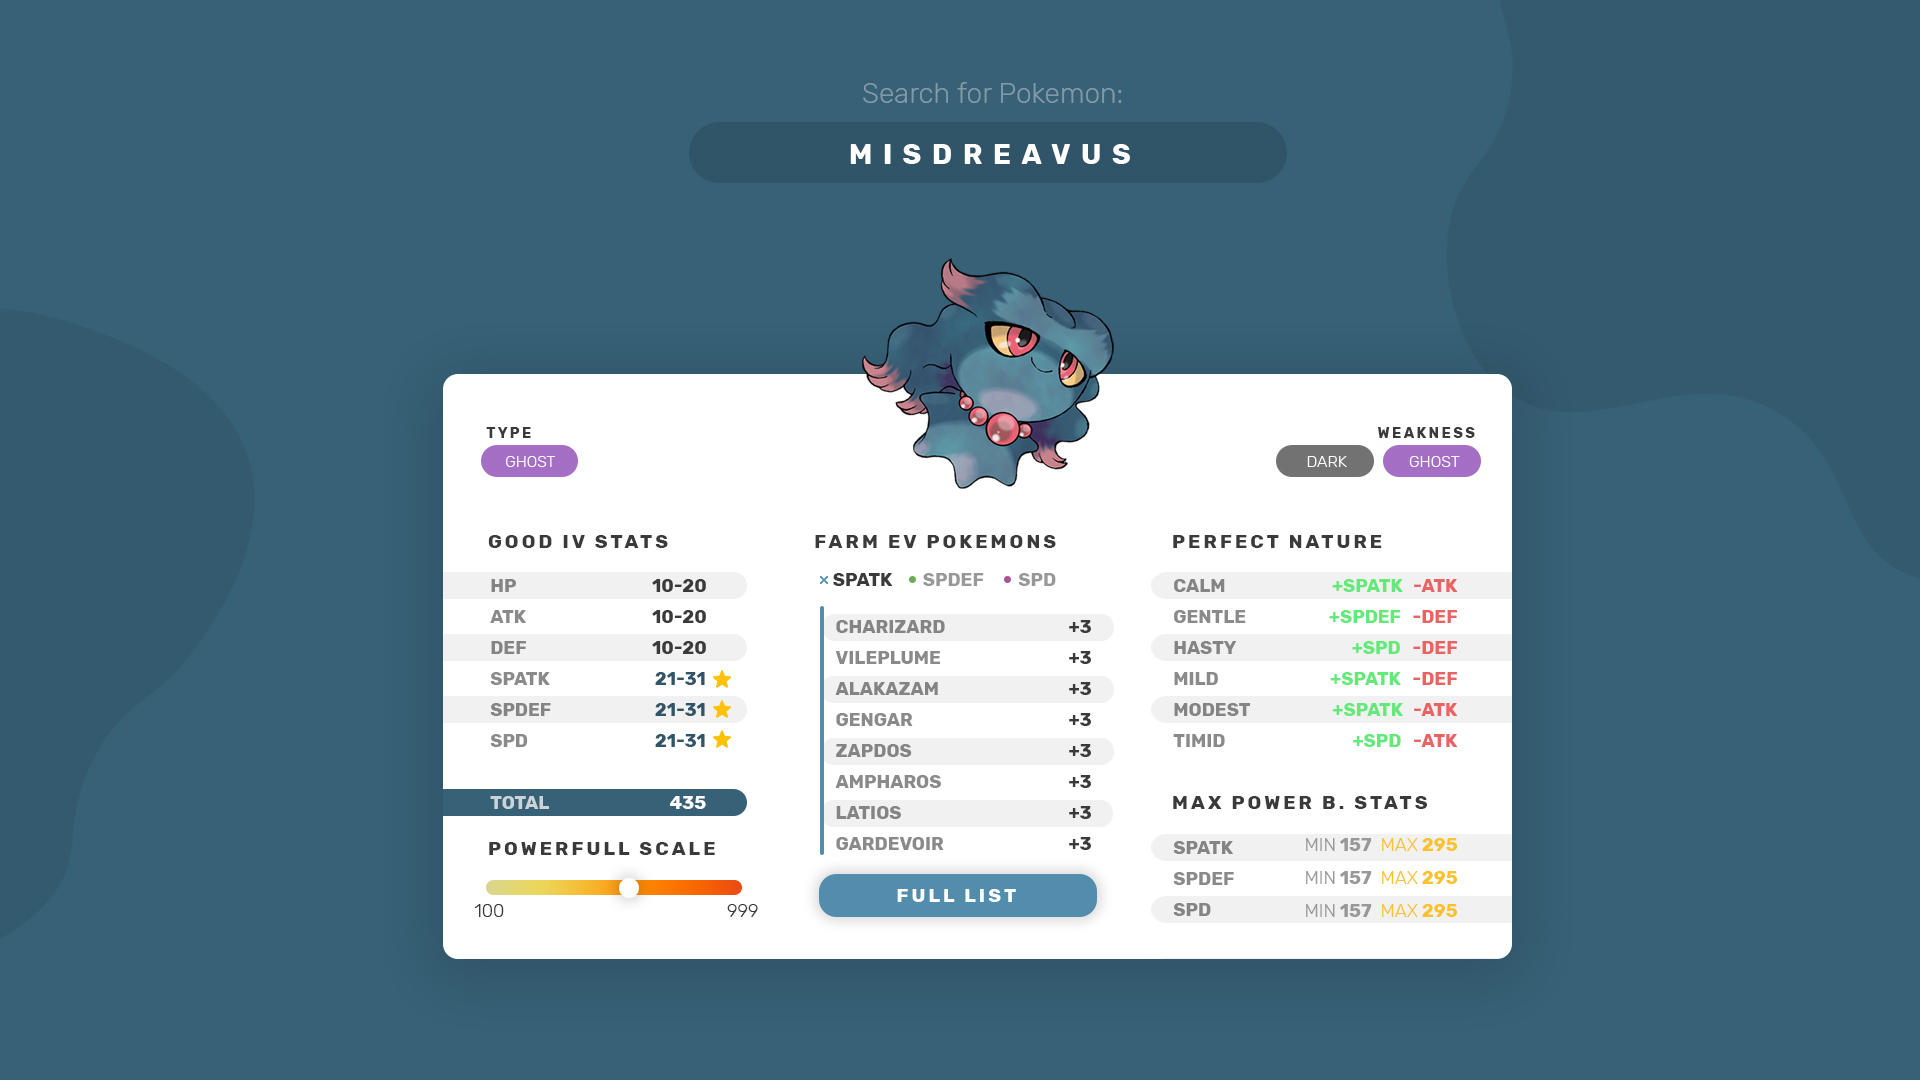 Search for Pokemon:
MISDREAVUS
TYPE
GHOST
WEAKNESS
DARK GHOST
GOOD IV STATS
HP 10-20
ATK 10-20
DEF 10-20
SPATK 21-31
SPDEF 21-31
SPD 21-31
TOTAL 435
POWERFULL SCALE
100 999
FARM EV POKEMONS
× SPATK • SPDEF • SPD
CHARIZARD +3
VILEPLUME +3
ALAKAZAM +3
GENGAR +3
ZAPDOS +3
AMPHAROS +3
LATIOS +3
GARDEVOIR +3
FULL LIST
PERFECT NATURE
CALM +SPATK -ATK
GENTLE +SPDEF -DEF
HASTY +SPD -DEF
MILD +SPATK -DEF
MODEST +SPATK -ATK
TIMID +SPD -ATK
MAX POWER B. STATS
SPATK MIN 157 MAX 295
SPDEF MIN 157 MAX 295
SPD MIN 157 MAX 295